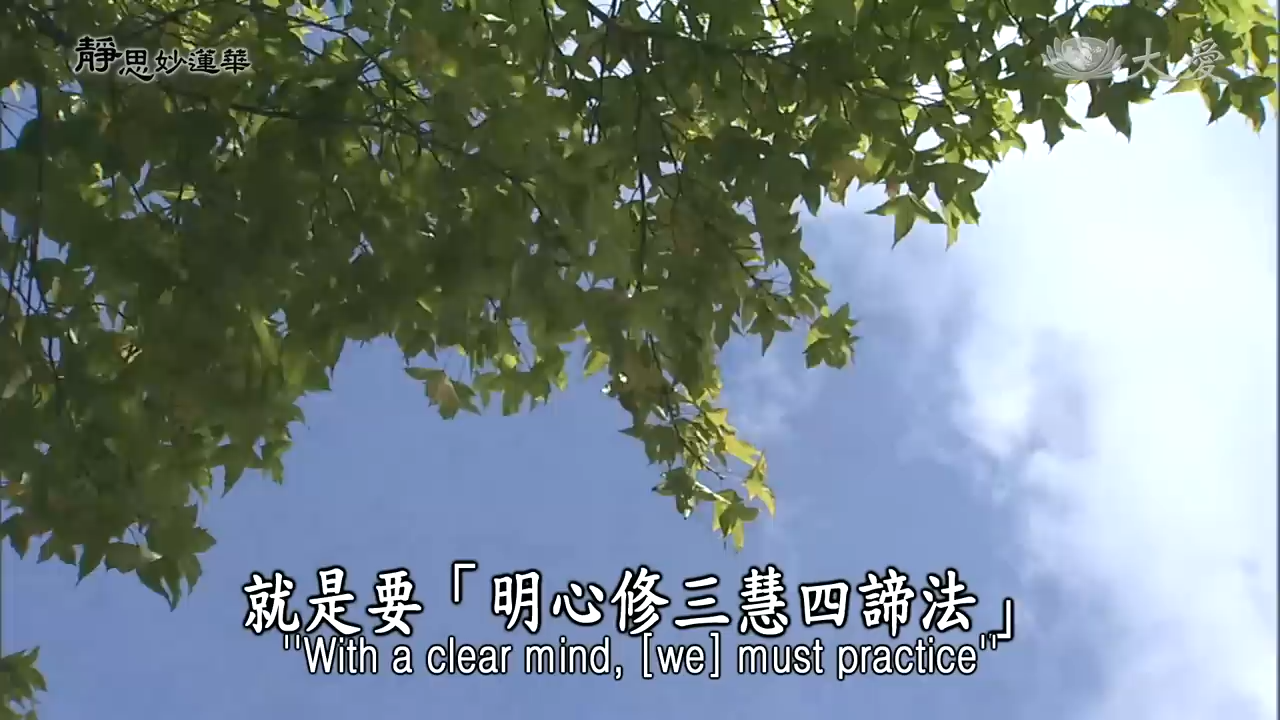 靜思妙蓮華
大愛
就是要「明心修三慧四諦法」
"With a clear mind, [we] must practice"